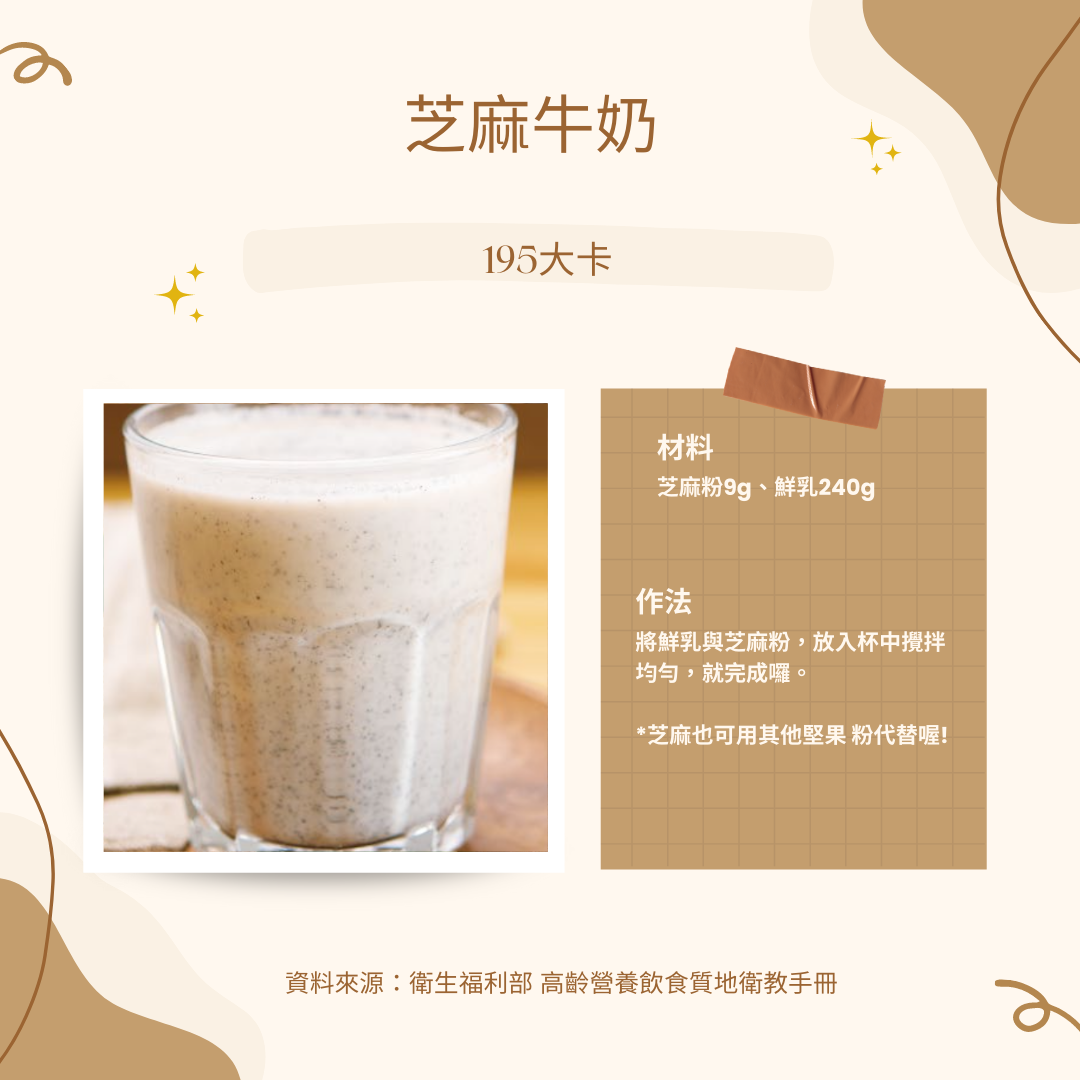 芝麻牛奶
195大卡
材料
芝麻粉9g、鮮乳240g
作法
將鮮乳與芝麻粉，放入杯中攪拌
均勻，就完成囉。
*芝麻也可用其他堅果 粉代替喔!
資料來源：衛生福利部 高齡營養飲食質地衛教手冊